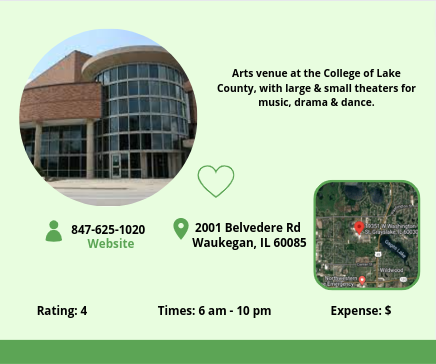 Arts venue at the College of Lake
County, with large & small theaters for
music, drama & dance.
847-625-1020
Website
2001 Belvedere Rd
Waukegan, IL 60085
Wildwood
Rating: 4
Times: 6 am - 10 pm
Expense: $